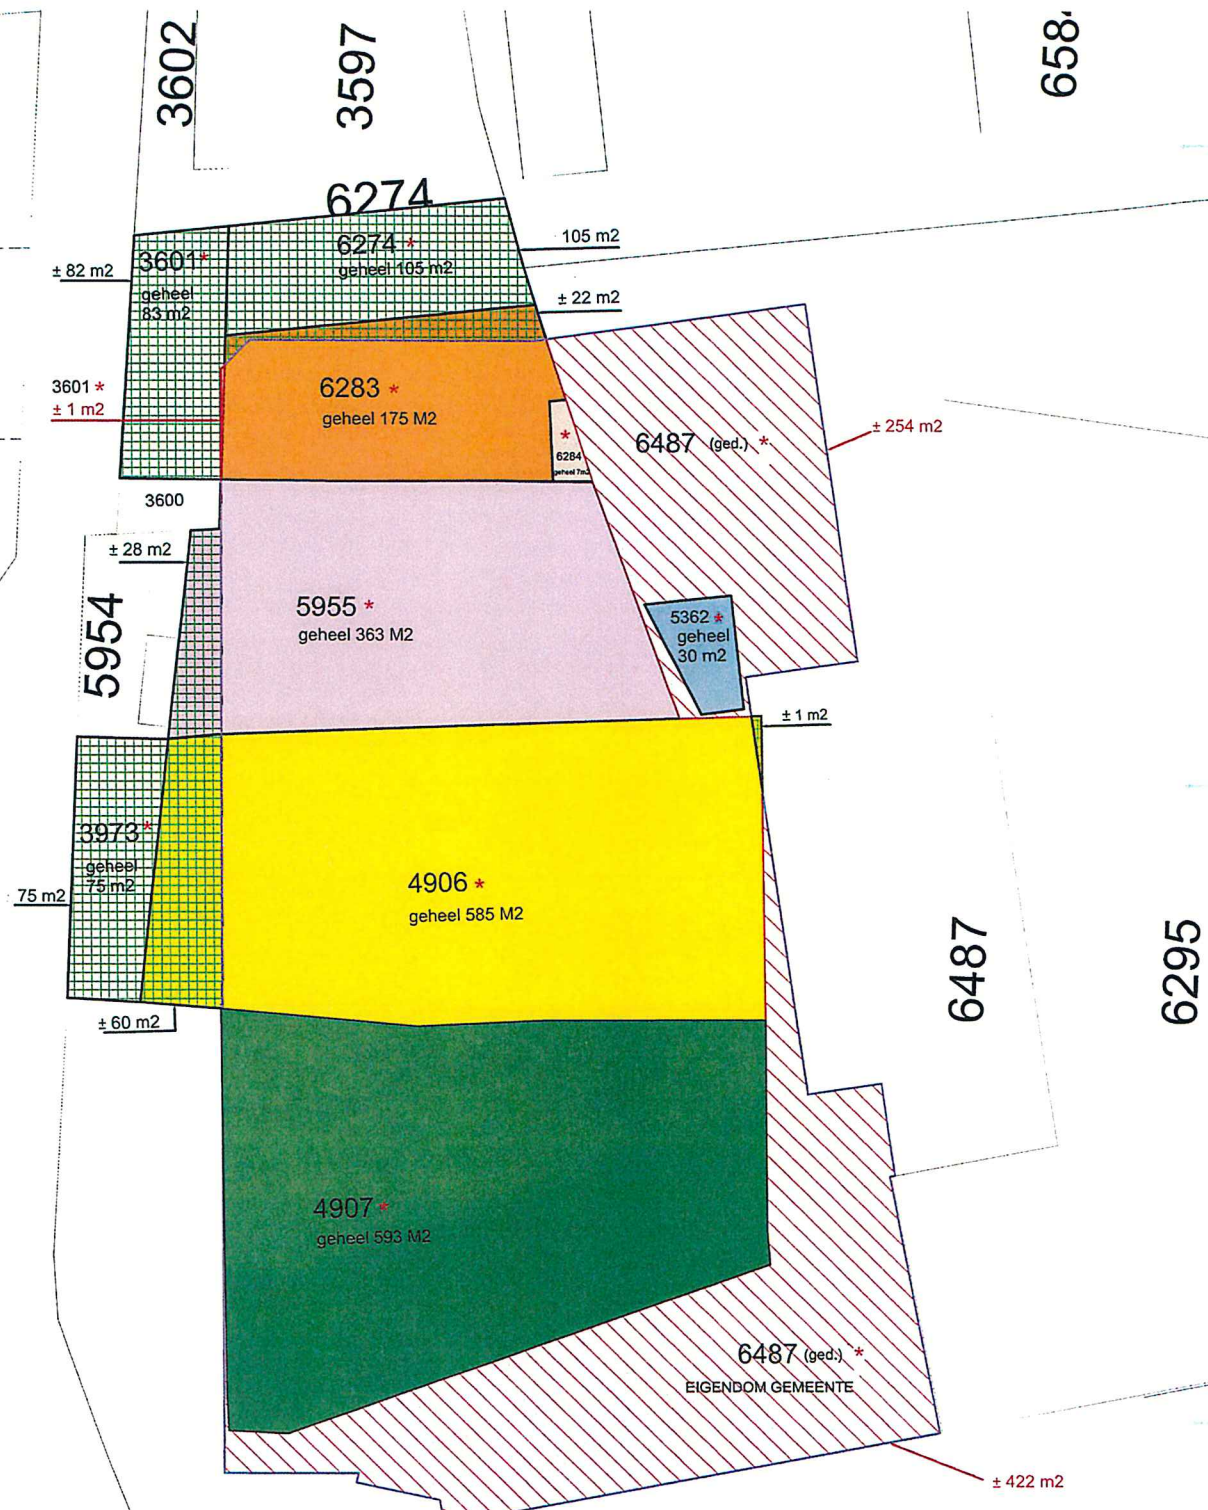 3602
3597
658
6274
6274 *
geheel 105 m2
105 m2
3601 *
geheel
83 m2
± 82 m2
± 22 m2
3601 *
± 1 m2
6283 *
geheel 175 M2
*
6284
geheel 7m2
6487 (ged.) *
± 254 m2
3600
± 28 m2
5954
5955 *
geheel 363 M2
5362 *
geheel
30 m2
± 1 m2
3973 *
geheel
75 m2
75 m2
4906 *
geheel 585 M2
6487
6295
± 60 m2
4907 *
geheel 593 M2
6487 (ged.) *
EIGENDOM GEMEENTE
± 422 m2